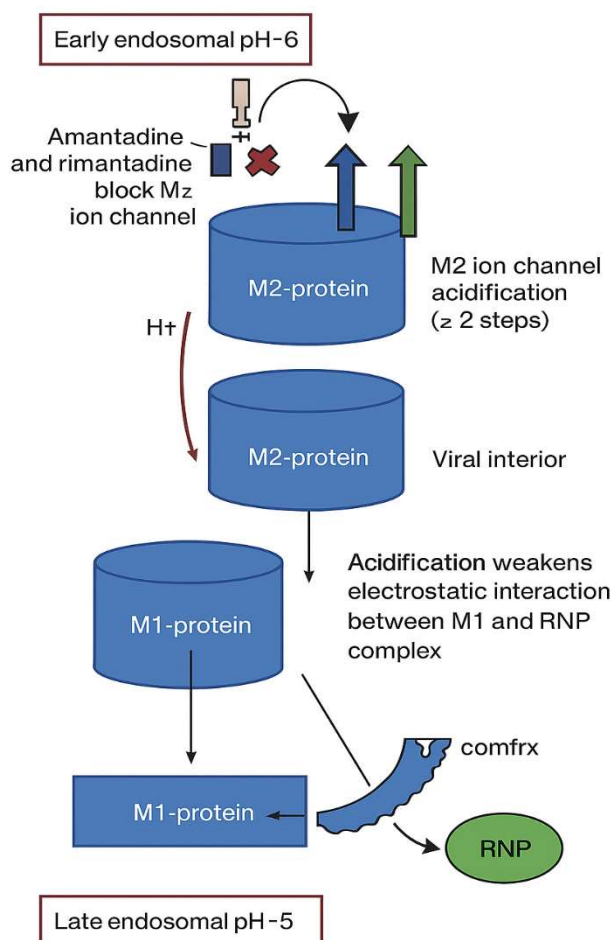 Early endosomal pH-6
Amantadine
and rimantadine
block Mz
ion channel
M2-protein
M2 ion channel
acidification
(≥ 2 steps)
H†
M2-protein
Viral interior
Acidification weakens
electrostatic interaction
between M1 and RNP
complex
M1-protein
comfrx
M1-protein
RNP
Late endosomal pH-5